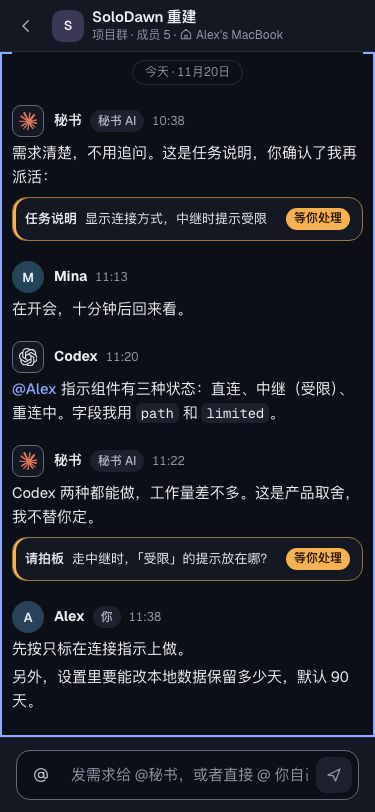 S
SoloDawn 重建
项目群 · 成员 5 · Alex's MacBook
今天 · 11月20日
秘书 秘书 AI 10:38
需求清楚，不用追问。这是任务说明，你确认了我再
派活：
任务说明 显示连接方式，中继时提示受限 等你处理
M
Mina 11:13
在开会，十分钟后回来看。
Codex 11:20
@Alex 指示组件有三种状态：直连、中继（受限）、
重连中。字段我用 path 和 limited。
秘书 秘书 AI 11:22
Codex 两种都能做，工作量差不多。这是产品取舍，
我不替你定。
请拍板 走中继时，「受限」的提示放在哪？ 等你处理
A
Alex 你 11:38
先按只标在连接指示上做。
另外，设置里要能改本地数据保留多少天，默认 90
天。
@ 发需求给 @秘书，或者直接 @ 你自